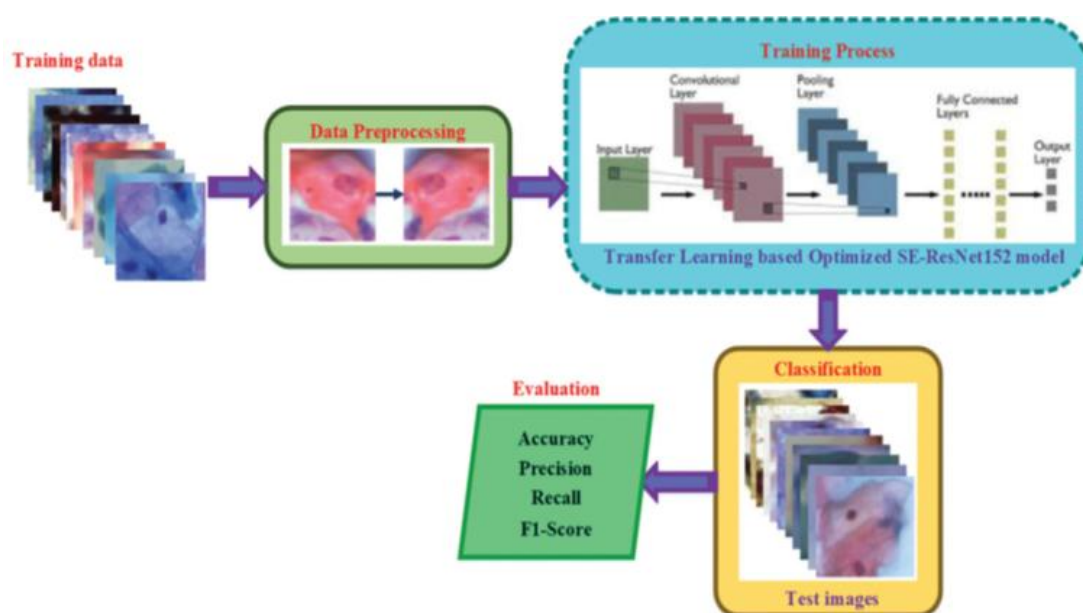 Training data
Data Preprocessing
Training Process
Convolutional
Layer
Pooling
Layer
Fully Connected
Layers
Input Layer
Output
Layer
Transfer Learning based Optimized SE-ResNet152 model
Classification
Test images
Evaluation
Accuracy
Precision
Recall
F1-Score